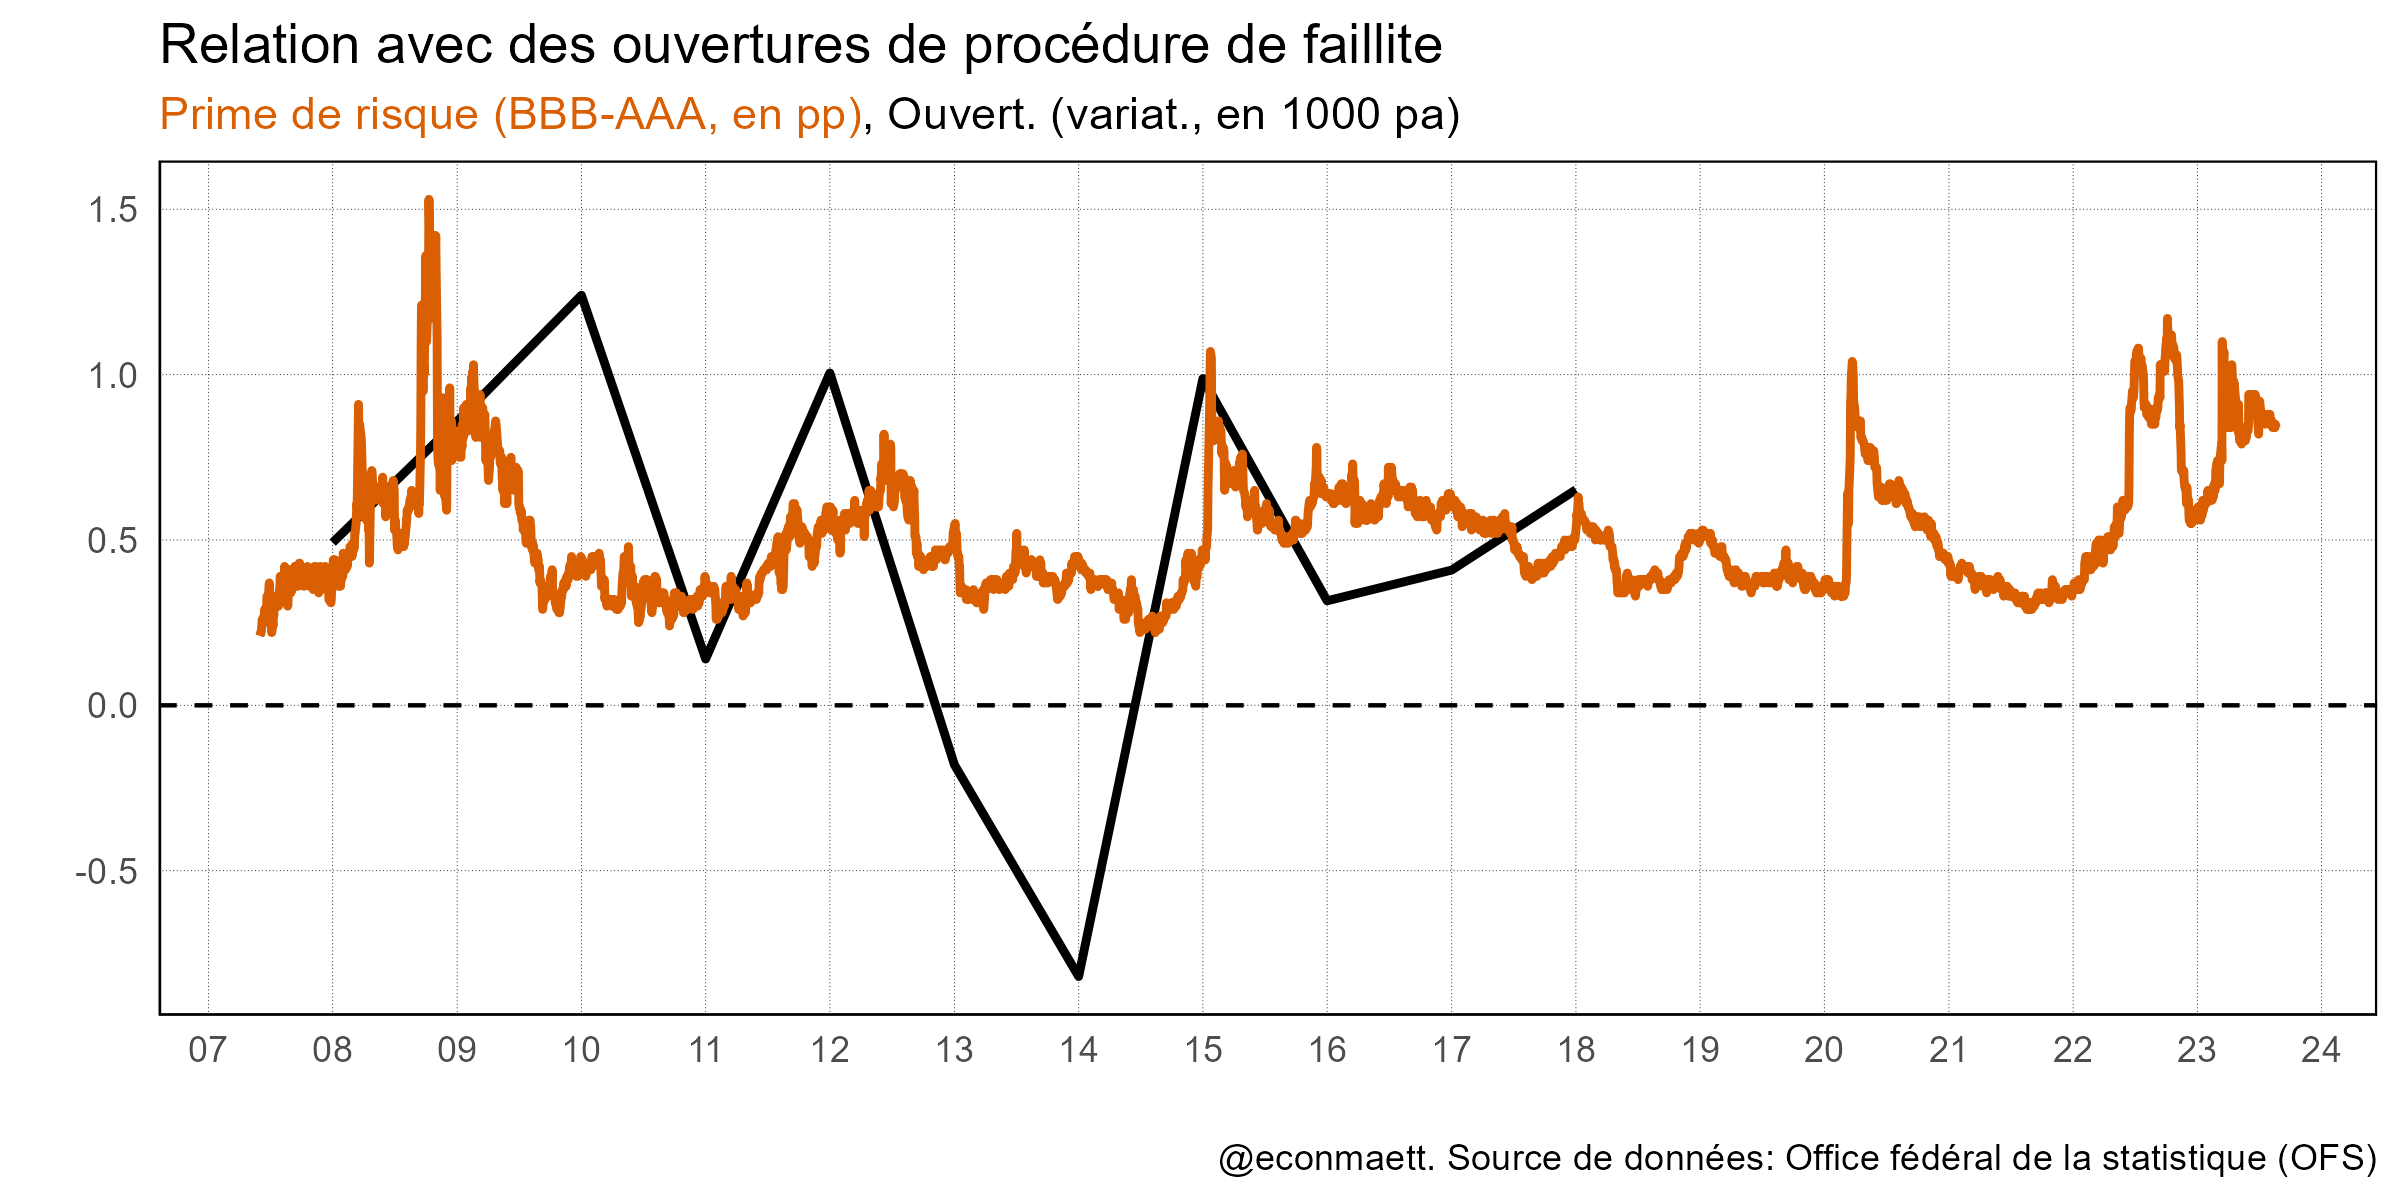 Relation avec des ouvertures de procédure de faillite
Prime de risque (BBB-AAA, en pp), Ouvert. (variat., en 1000 pa)
1.5
1.0
0.5
0.0
-0.5
07 08 09 10 11 12 13 14 15 16 17 18 19 20 21 22 23 24
@econmaett. Source de données: Office fédéral de la statistique (OFS)